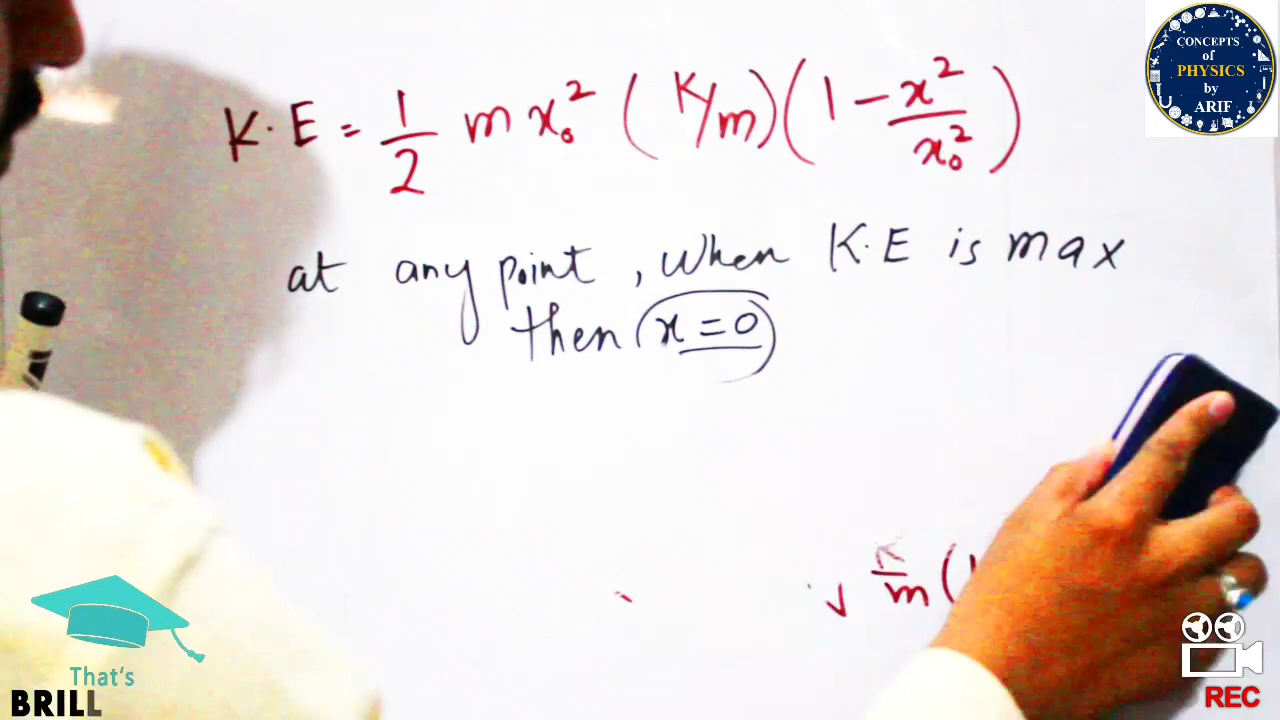 CONCEPTS
of
PHYSICS
by
ARIF
K.E = 1/2 m x₀² (K/m)(1 - x²/x₀²)
at any point, when K.E is max
then x = 0
√ K/m (1
That's
BRILL
REC